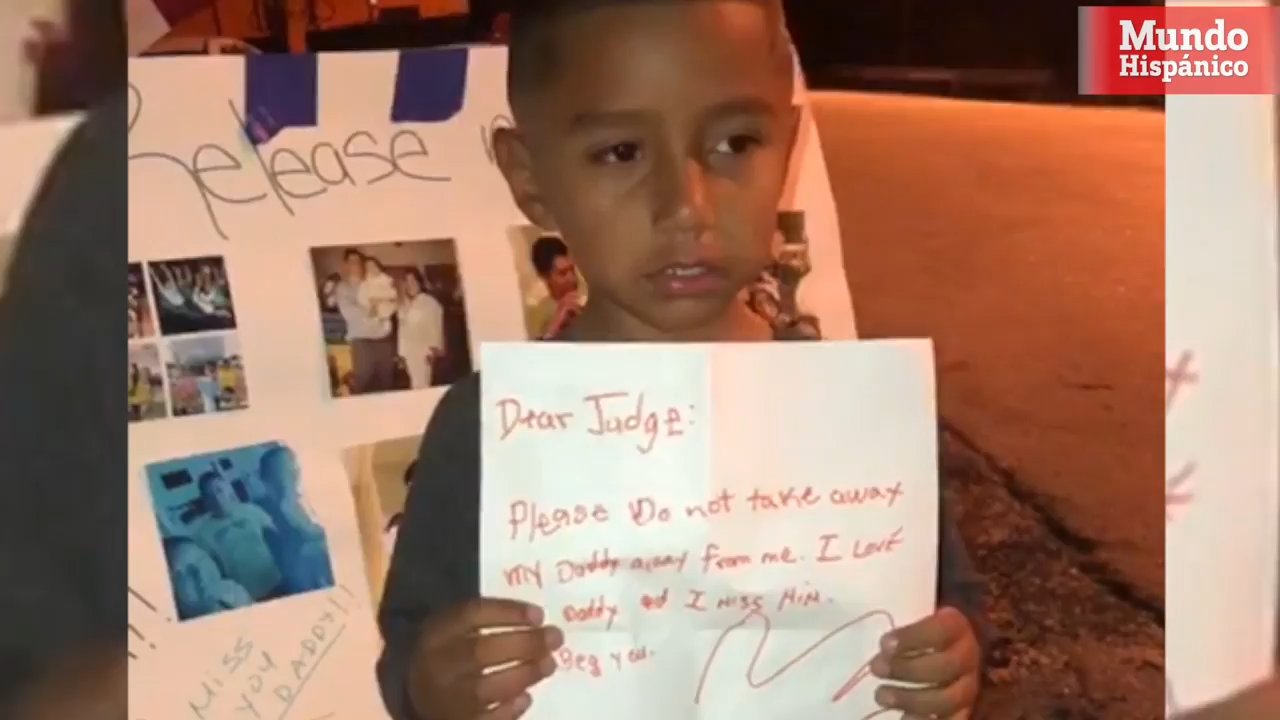 Mundo
Hispánico
Release
Dear Judge:
Please Do not take away
my Daddy away from me. I Love
Daddy and I miss Him.
Beg you.
!!
MISS
YOU
DADDY!!